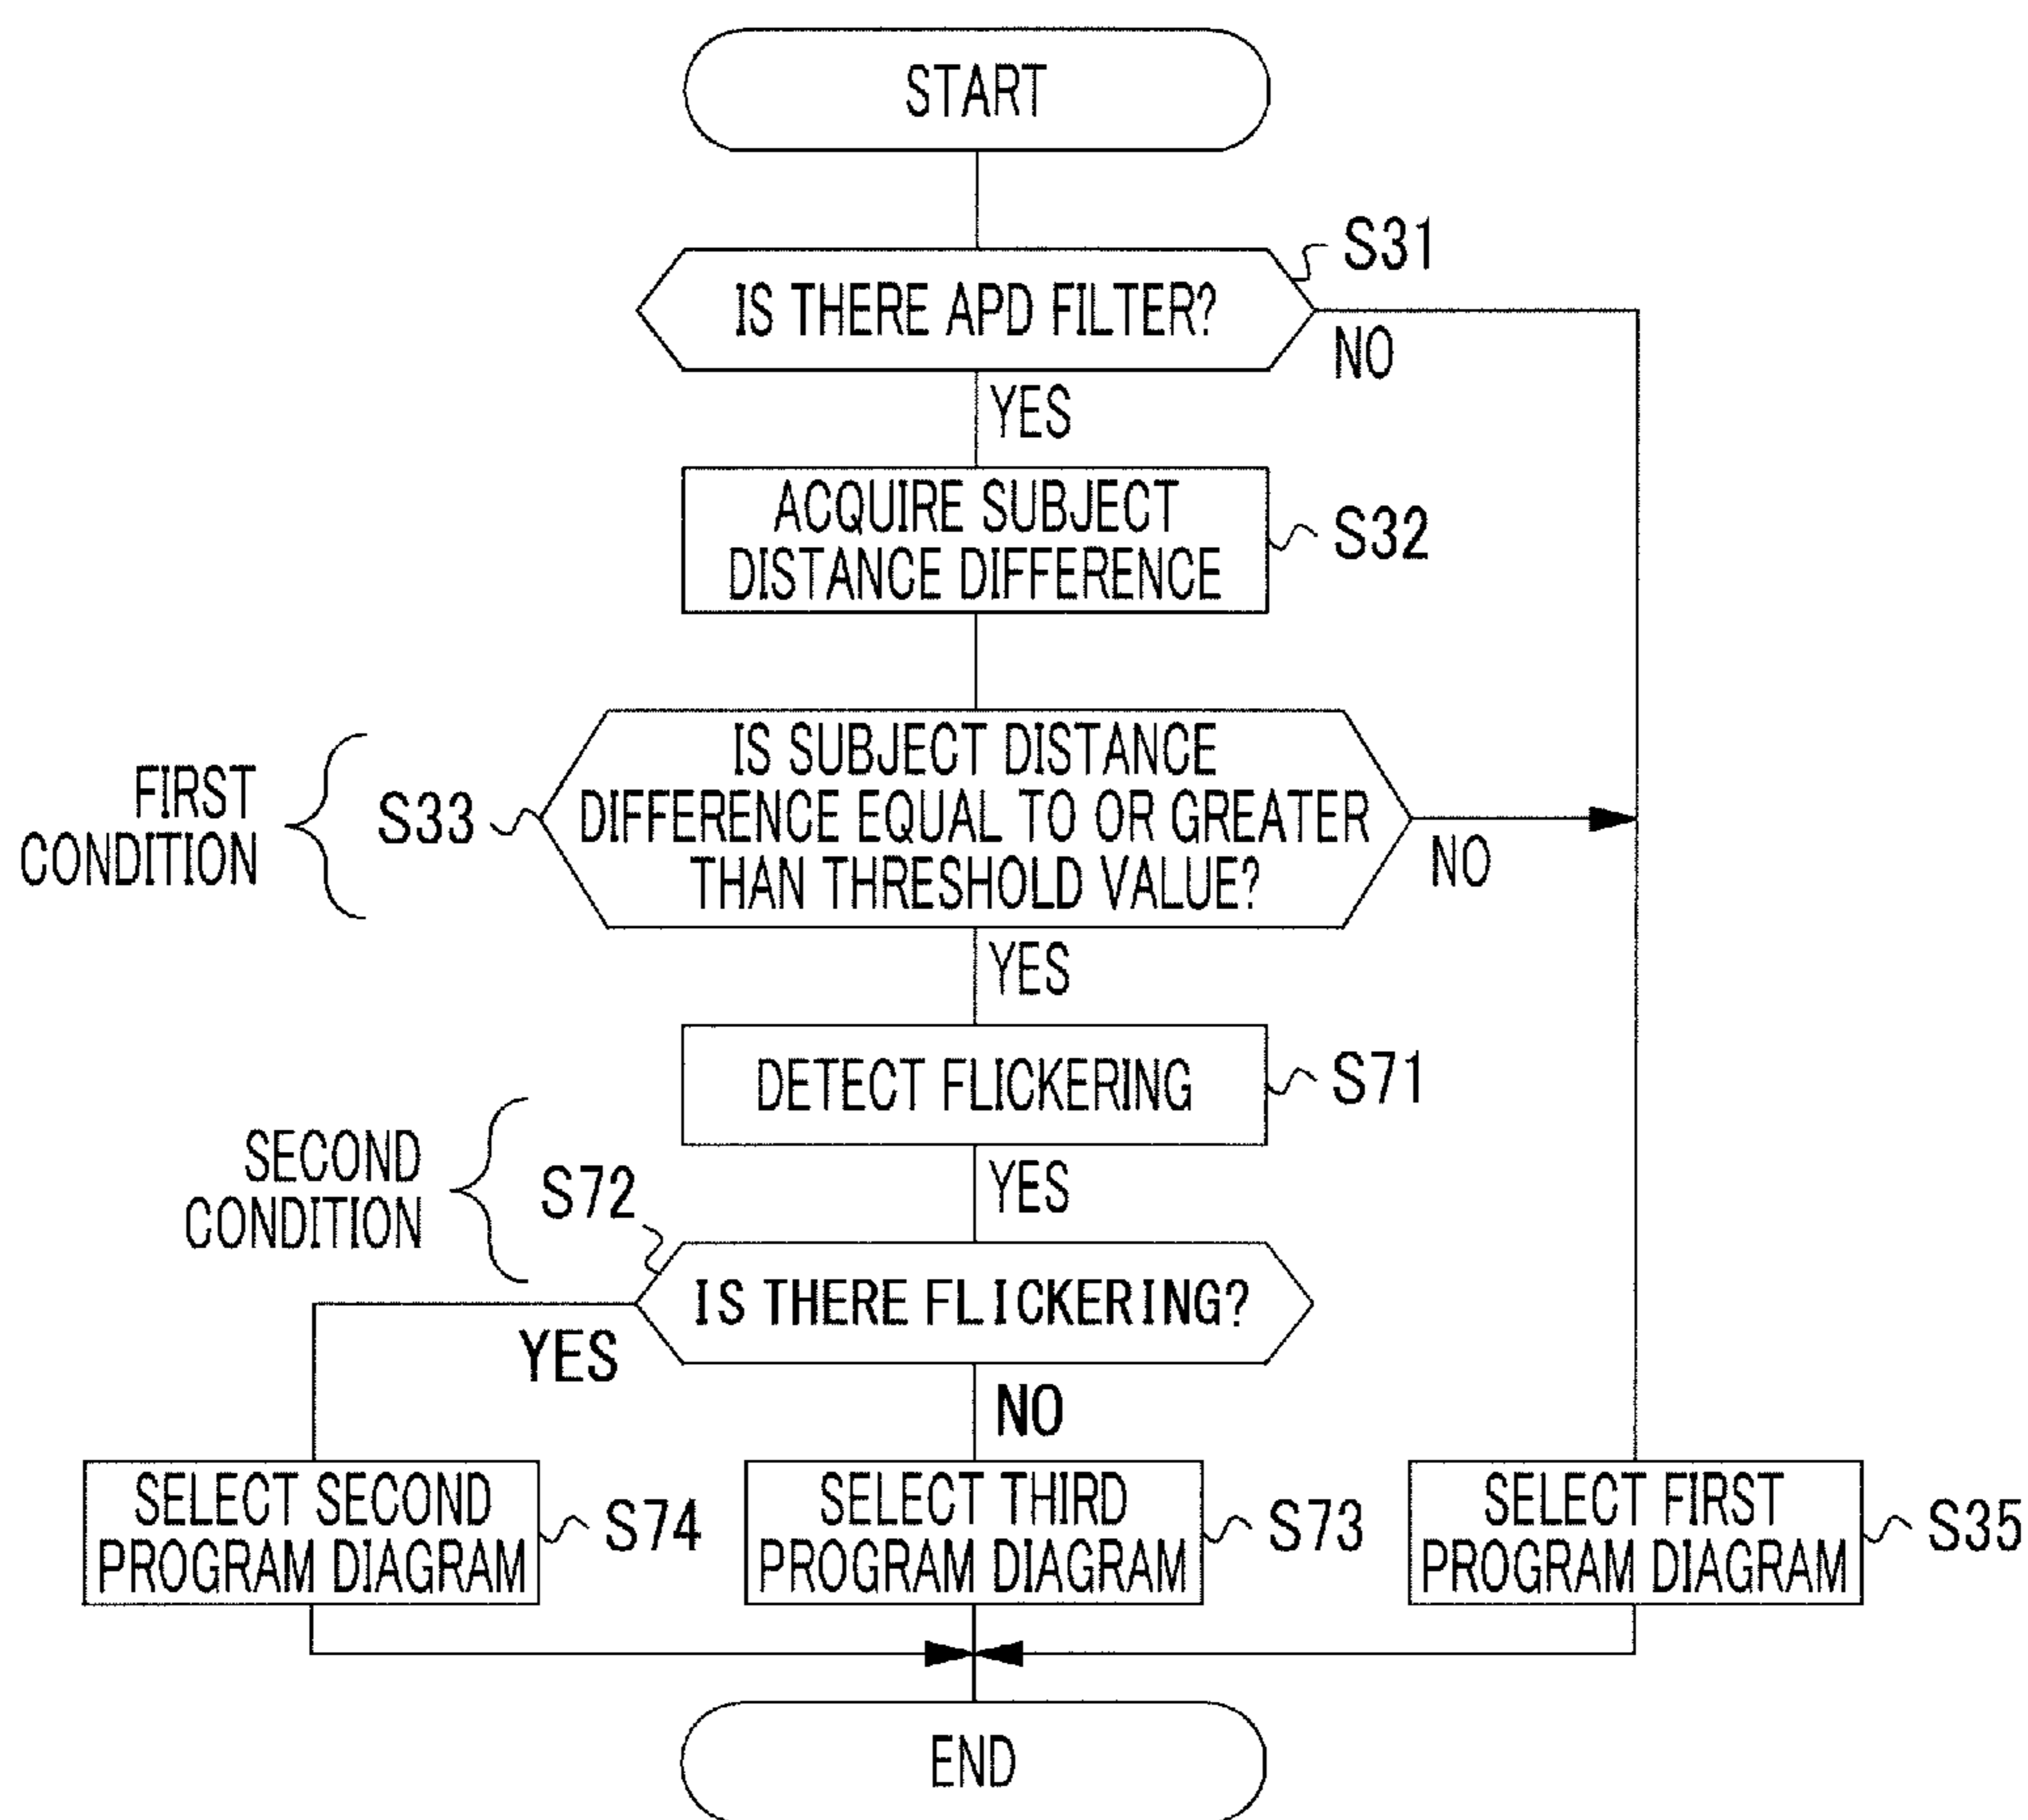 START
S31
IS THERE APD FILTER?
NO
YES
ACQUIRE SUBJECT
DISTANCE DIFFERENCE
S32
FIRST
CONDITION
S33
IS SUBJECT DISTANCE
DIFFERENCE EQUAL TO OR GREATER
THAN THRESHOLD VALUE?
NO
YES
DETECT FLICKERING
S71
SECOND
CONDITION
YES
S72
IS THERE FLICKERING?
YES
NO
SELECT SECOND
PROGRAM DIAGRAM
S74
SELECT THIRD
PROGRAM DIAGRAM
S73
SELECT FIRST
PROGRAM DIAGRAM
S35
END